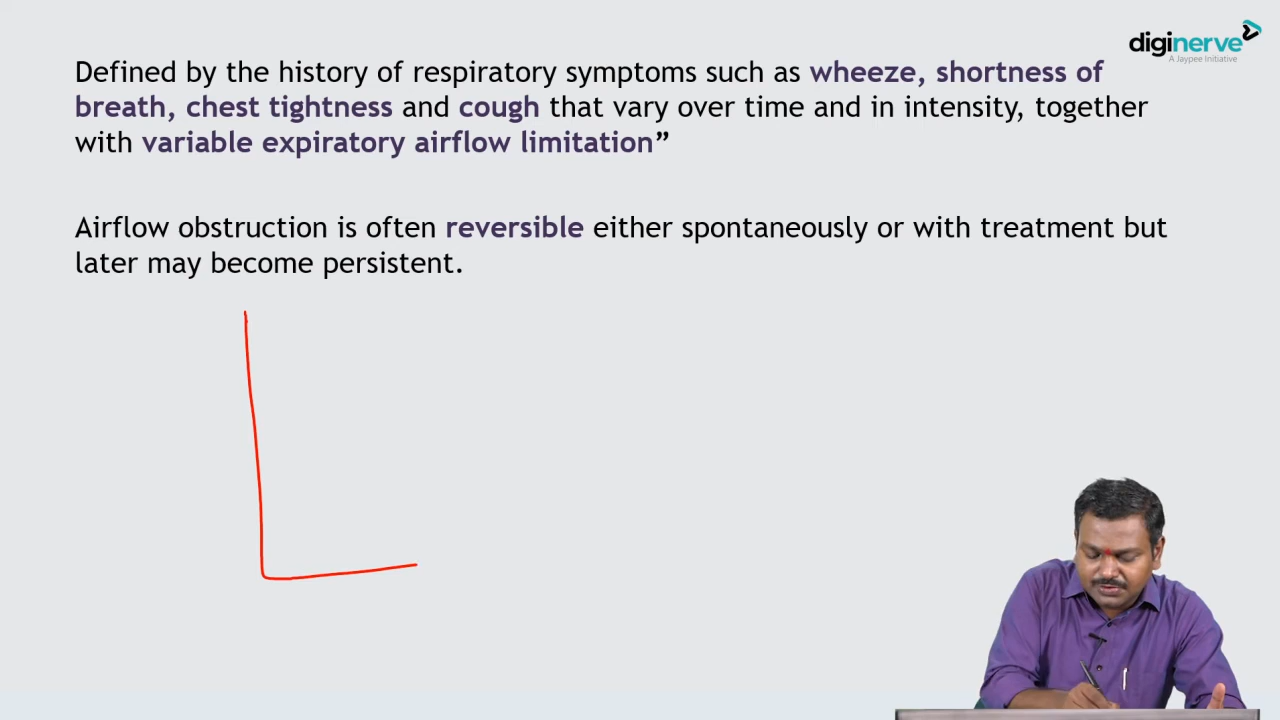 diginerve
A Jaypee Initiative
Defined by the history of respiratory symptoms such as wheeze, shortness of
breath, chest tightness and cough that vary over time and in intensity, together
with variable expiratory airflow limitation”
Airflow obstruction is often reversible either spontaneously or with treatment but
later may become persistent.